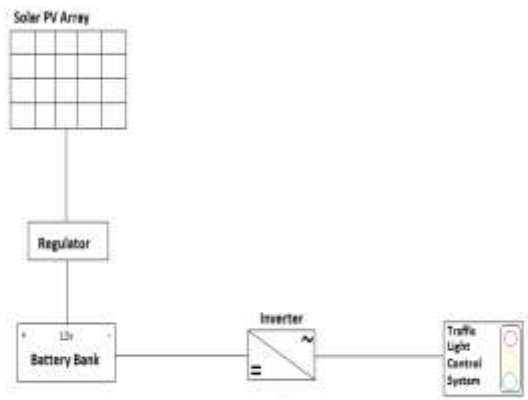 Solar PV Array
Regulator
+ 12v -
Battery Bank
Inverter
~
=
Traffic
Light
Control
System